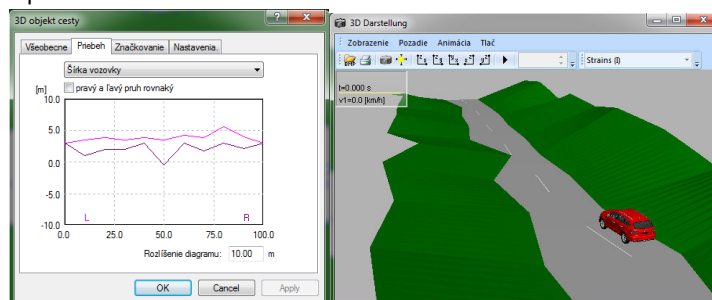 3D objekt cesty
Všeobecne Priebeh Značkovanie Nastavenia.
Šírka vozovky
[m]
pravý a ľavý pruh rovnaký
10.0
5.0
0.0
-5.0
-10.0
L
R
0.0 25.0 50.0 75.0 100.0
Rozlíšenie diagramu: 10.00 m
OK Cancel Apply
3D Darstellung
Zobrazenie Pozadie Animácia Tlač
Strains (I)
t=0.000 s
v1=0.0 [km/h]